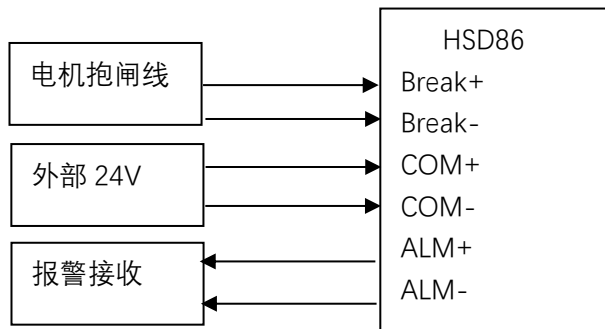 HSD86
电机抱闸线
Break+
Break-
外部 24V
COM+
COM-
报警接收
ALM+
ALM-